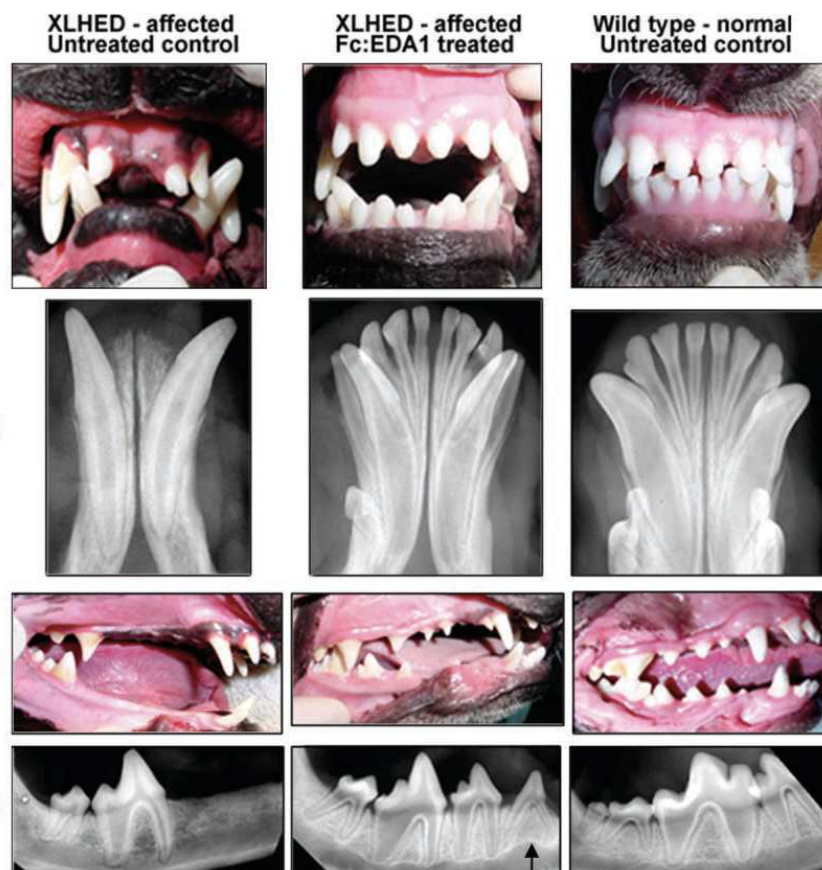 XLHED - affected
Untreated control
XLHED - affected
Fc:EDA1 treated
Wild type - normal
Untreated control